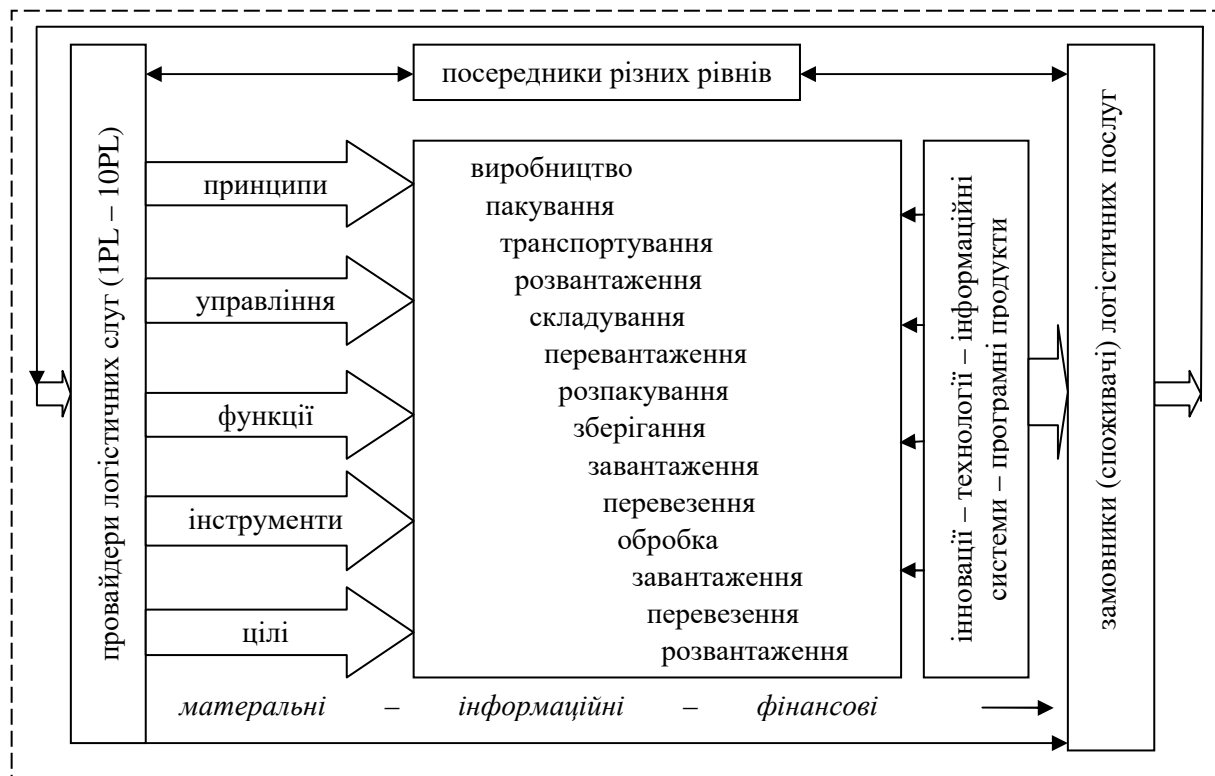 посередники різних рівнів
провайдери логістичних слуг (1PL – 10PL)
принципи
управління
функції
інструменти
цілі
виробництво
пакування
транспортування
розвантаження
складування
перевантаження
розпакування
зберігання
завантаження
перевезення
обробка
завантаження
перевезення
розвантаження
інновації – технології – інформаційні
системи – програмні продукти
замовники (споживачі) логістичних послуг
матеральні – інформаційні – фінансові